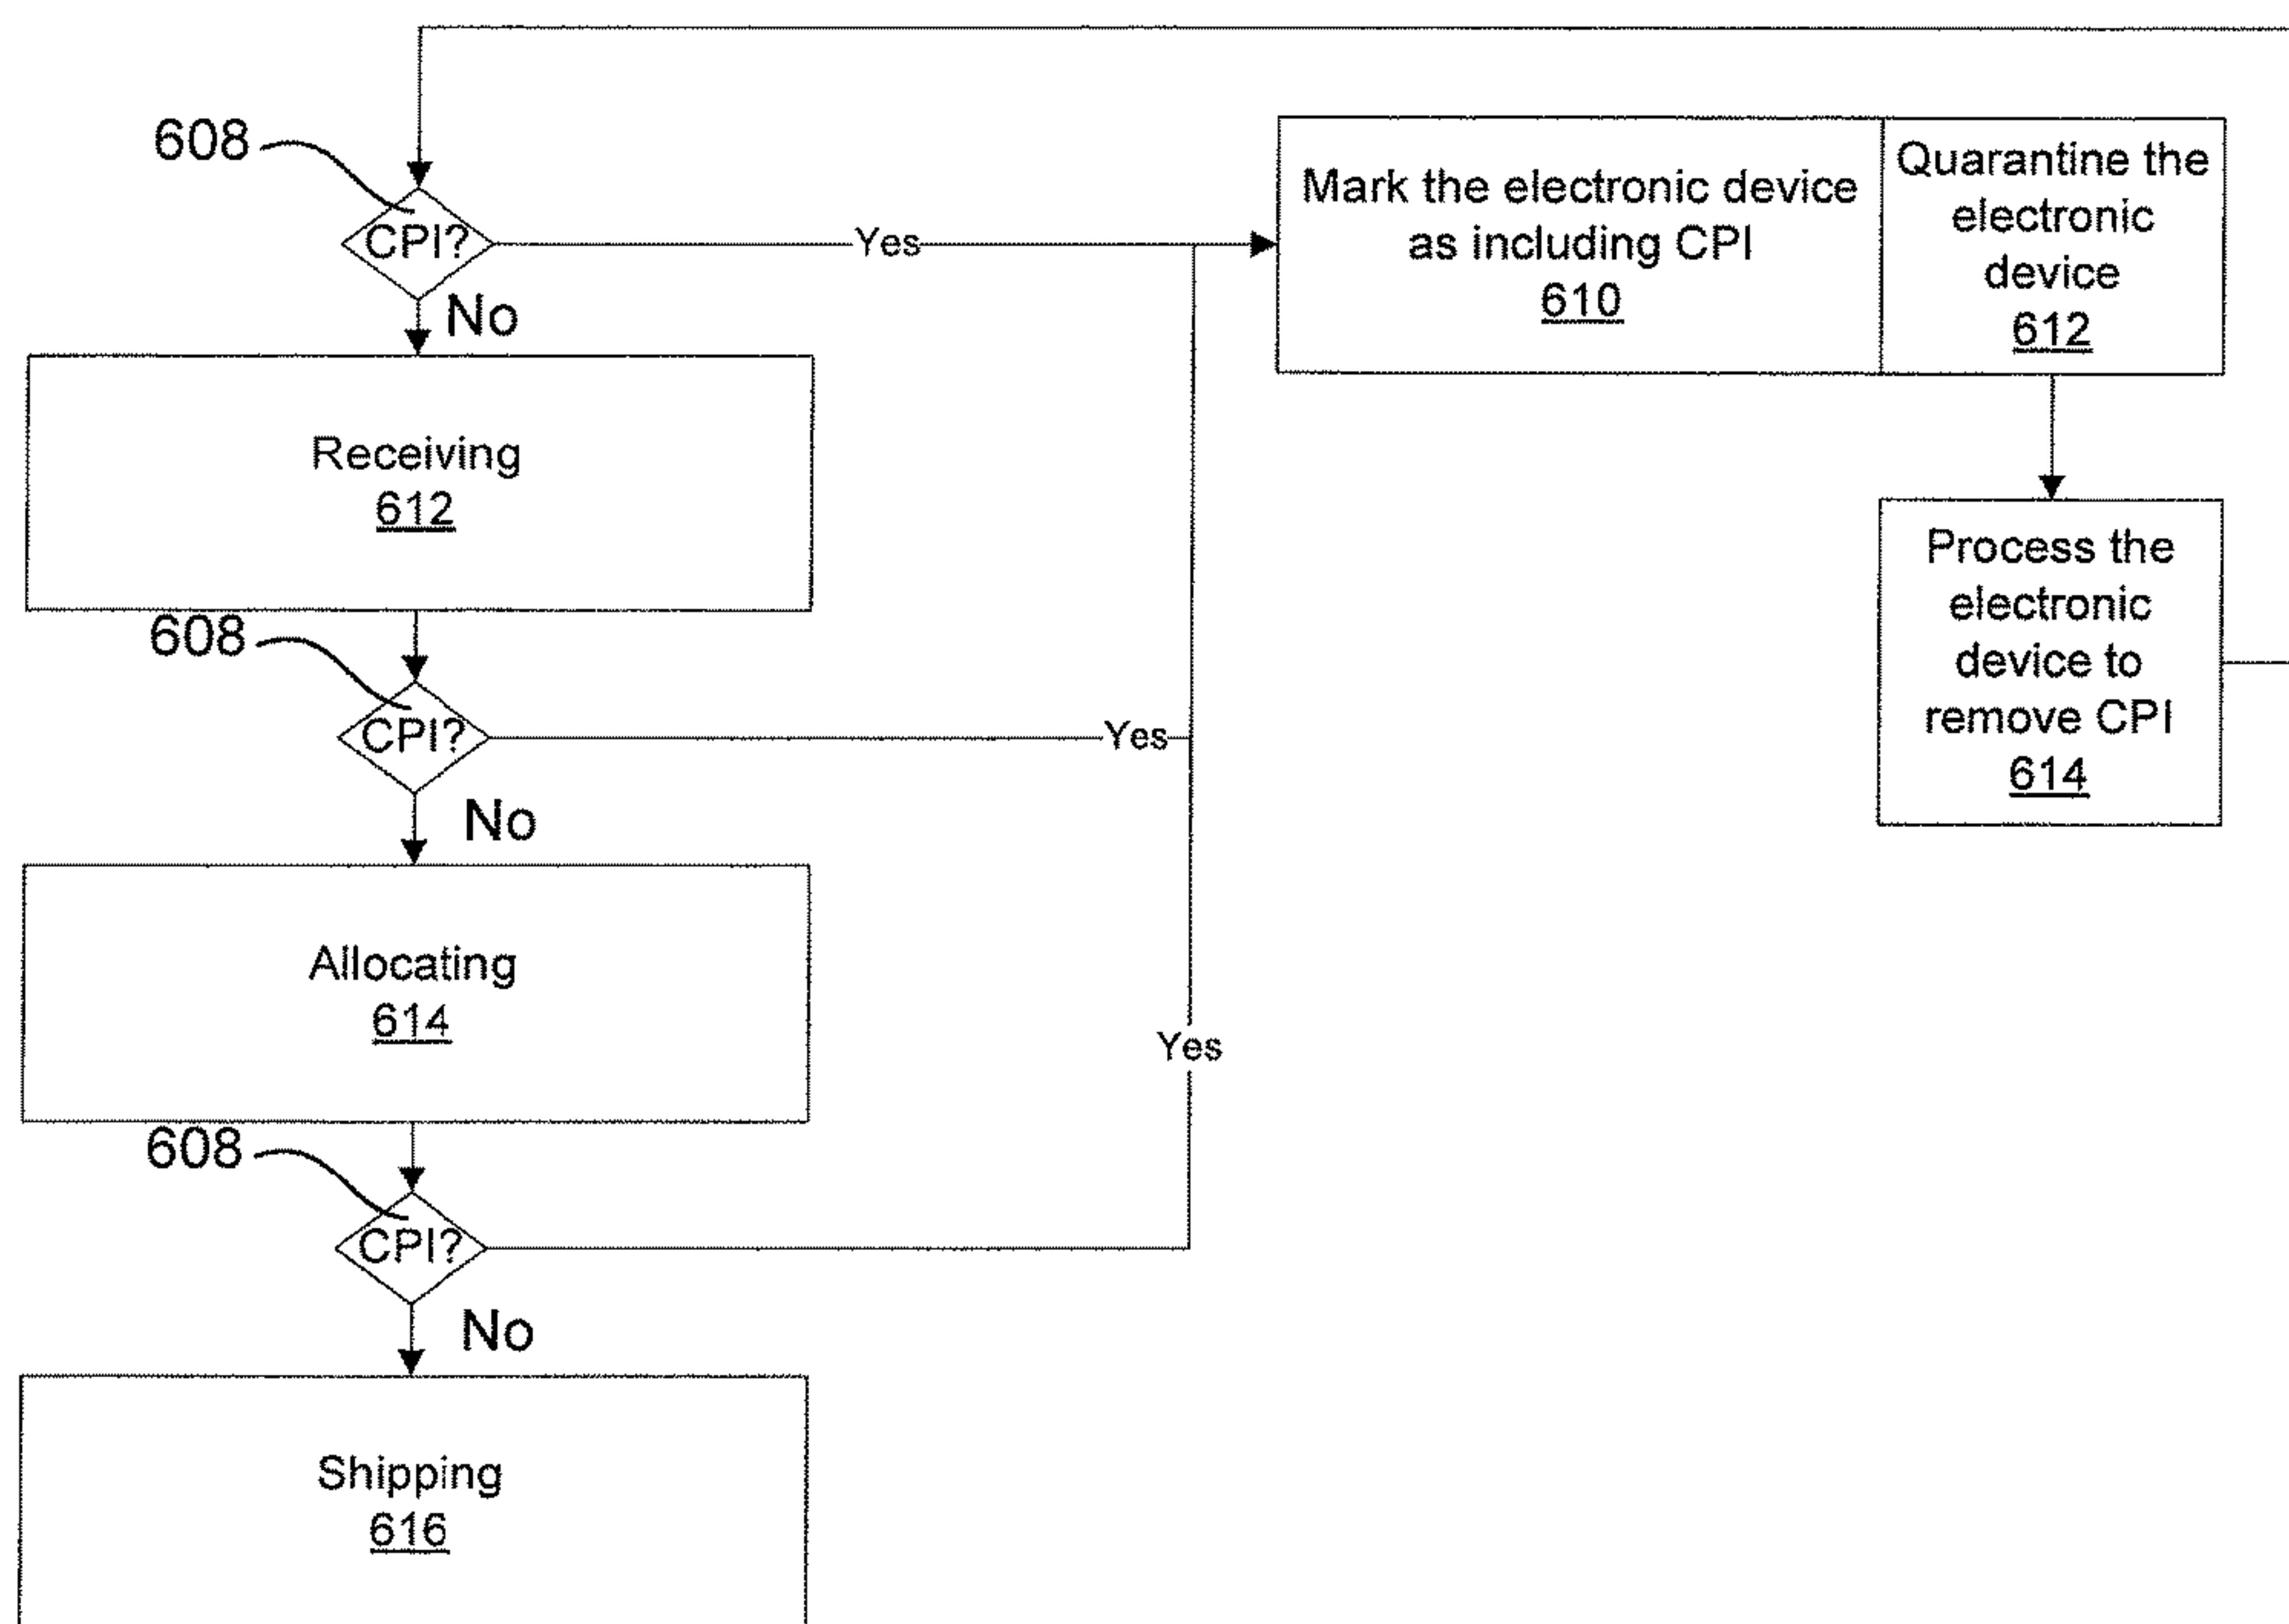 608
CPI?
Yes
No
Mark the electronic device
as including CPI
610
Quarantine the
electronic
device
612
Receiving
612
Process the
electronic
device to
remove CPI
614
608
CPI?
Yes
No
Allocating
614
Yes
608
CPI?
No
Shipping
616